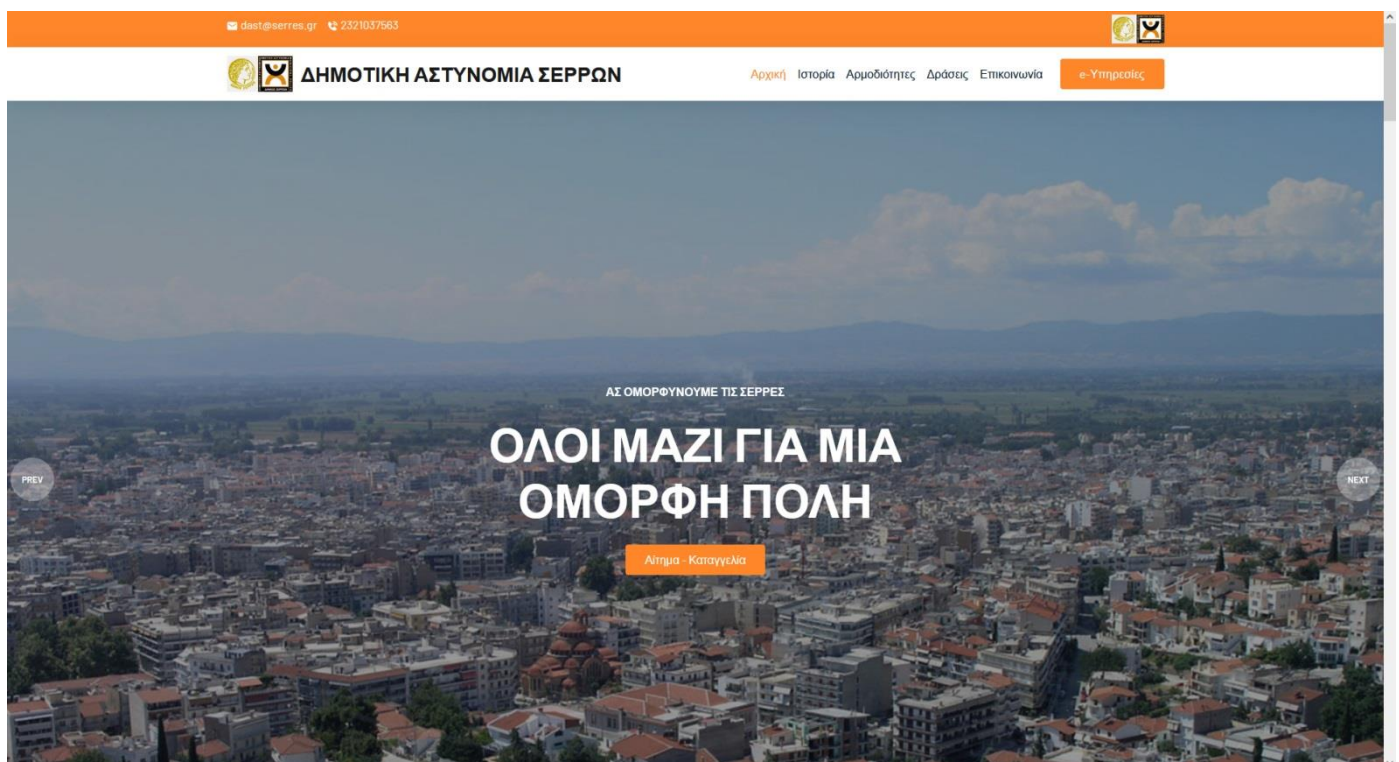 dast@serres.gr 2321037563
ΔΗΜΟΤΙΚΗ ΑΣΤΥΝΟΜΙΑ ΣΕΡΡΩΝ
Αρχική Ιστορία Αρμοδιότητες Δράσεις Επικοινωνία e-Υπηρεσίες
ΑΣ ΟΜΟΡΦΥΝΟΥΜΕ ΤΙΣ ΣΕΡΡΕΣ
ΟΛΟΙ ΜΑΖΙ ΓΙΑ ΜΙΑ
ΟΜΟΡΦΗ ΠΟΛΗ
PREV
NEXT
Αίτημα - Καταγγελία